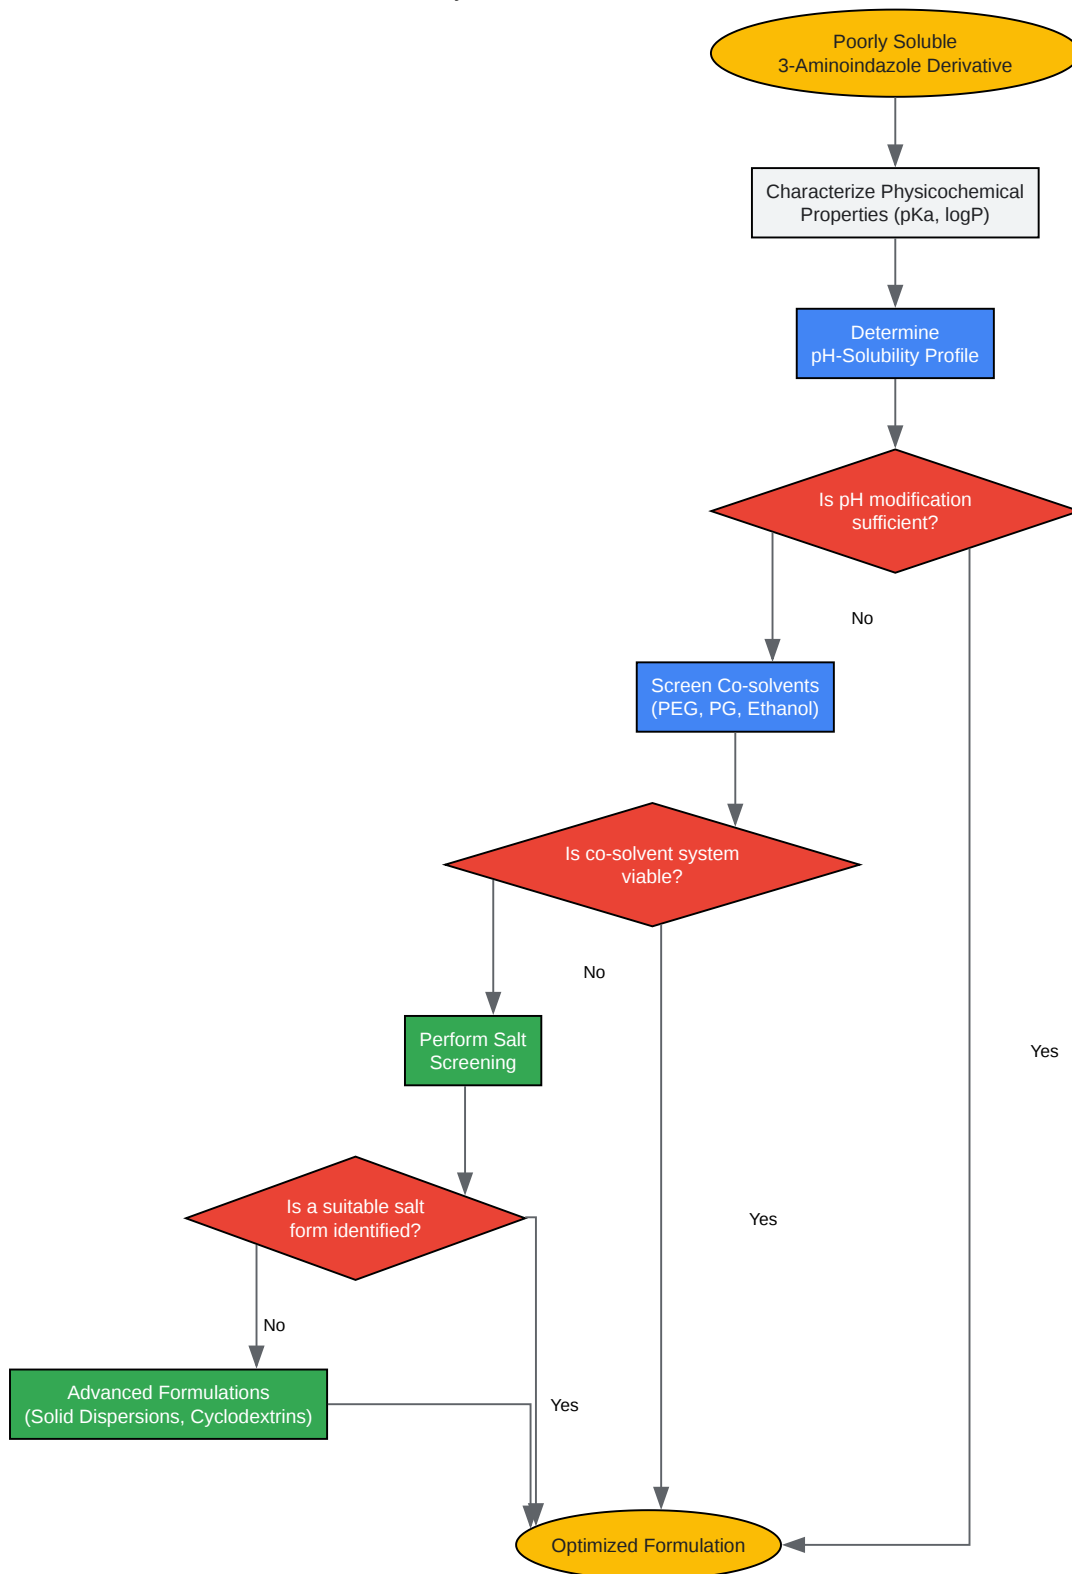 Poorly Soluble
3-Aminoindazole Derivative
Characterize Physicochemical
Properties (pKa, logP)
Determine
pH-Solubility Profile
Is pH modification
sufficient?
No
Screen Co-solvents
(PEG, PG, Ethanol)
Is co-solvent system
viable?
No
Perform Salt
Screening
Yes
Is a suitable salt
form identified?
Yes
No
Advanced Formulations
(Solid Dispersions, Cyclodextrins)
Yes
Optimized Formulation